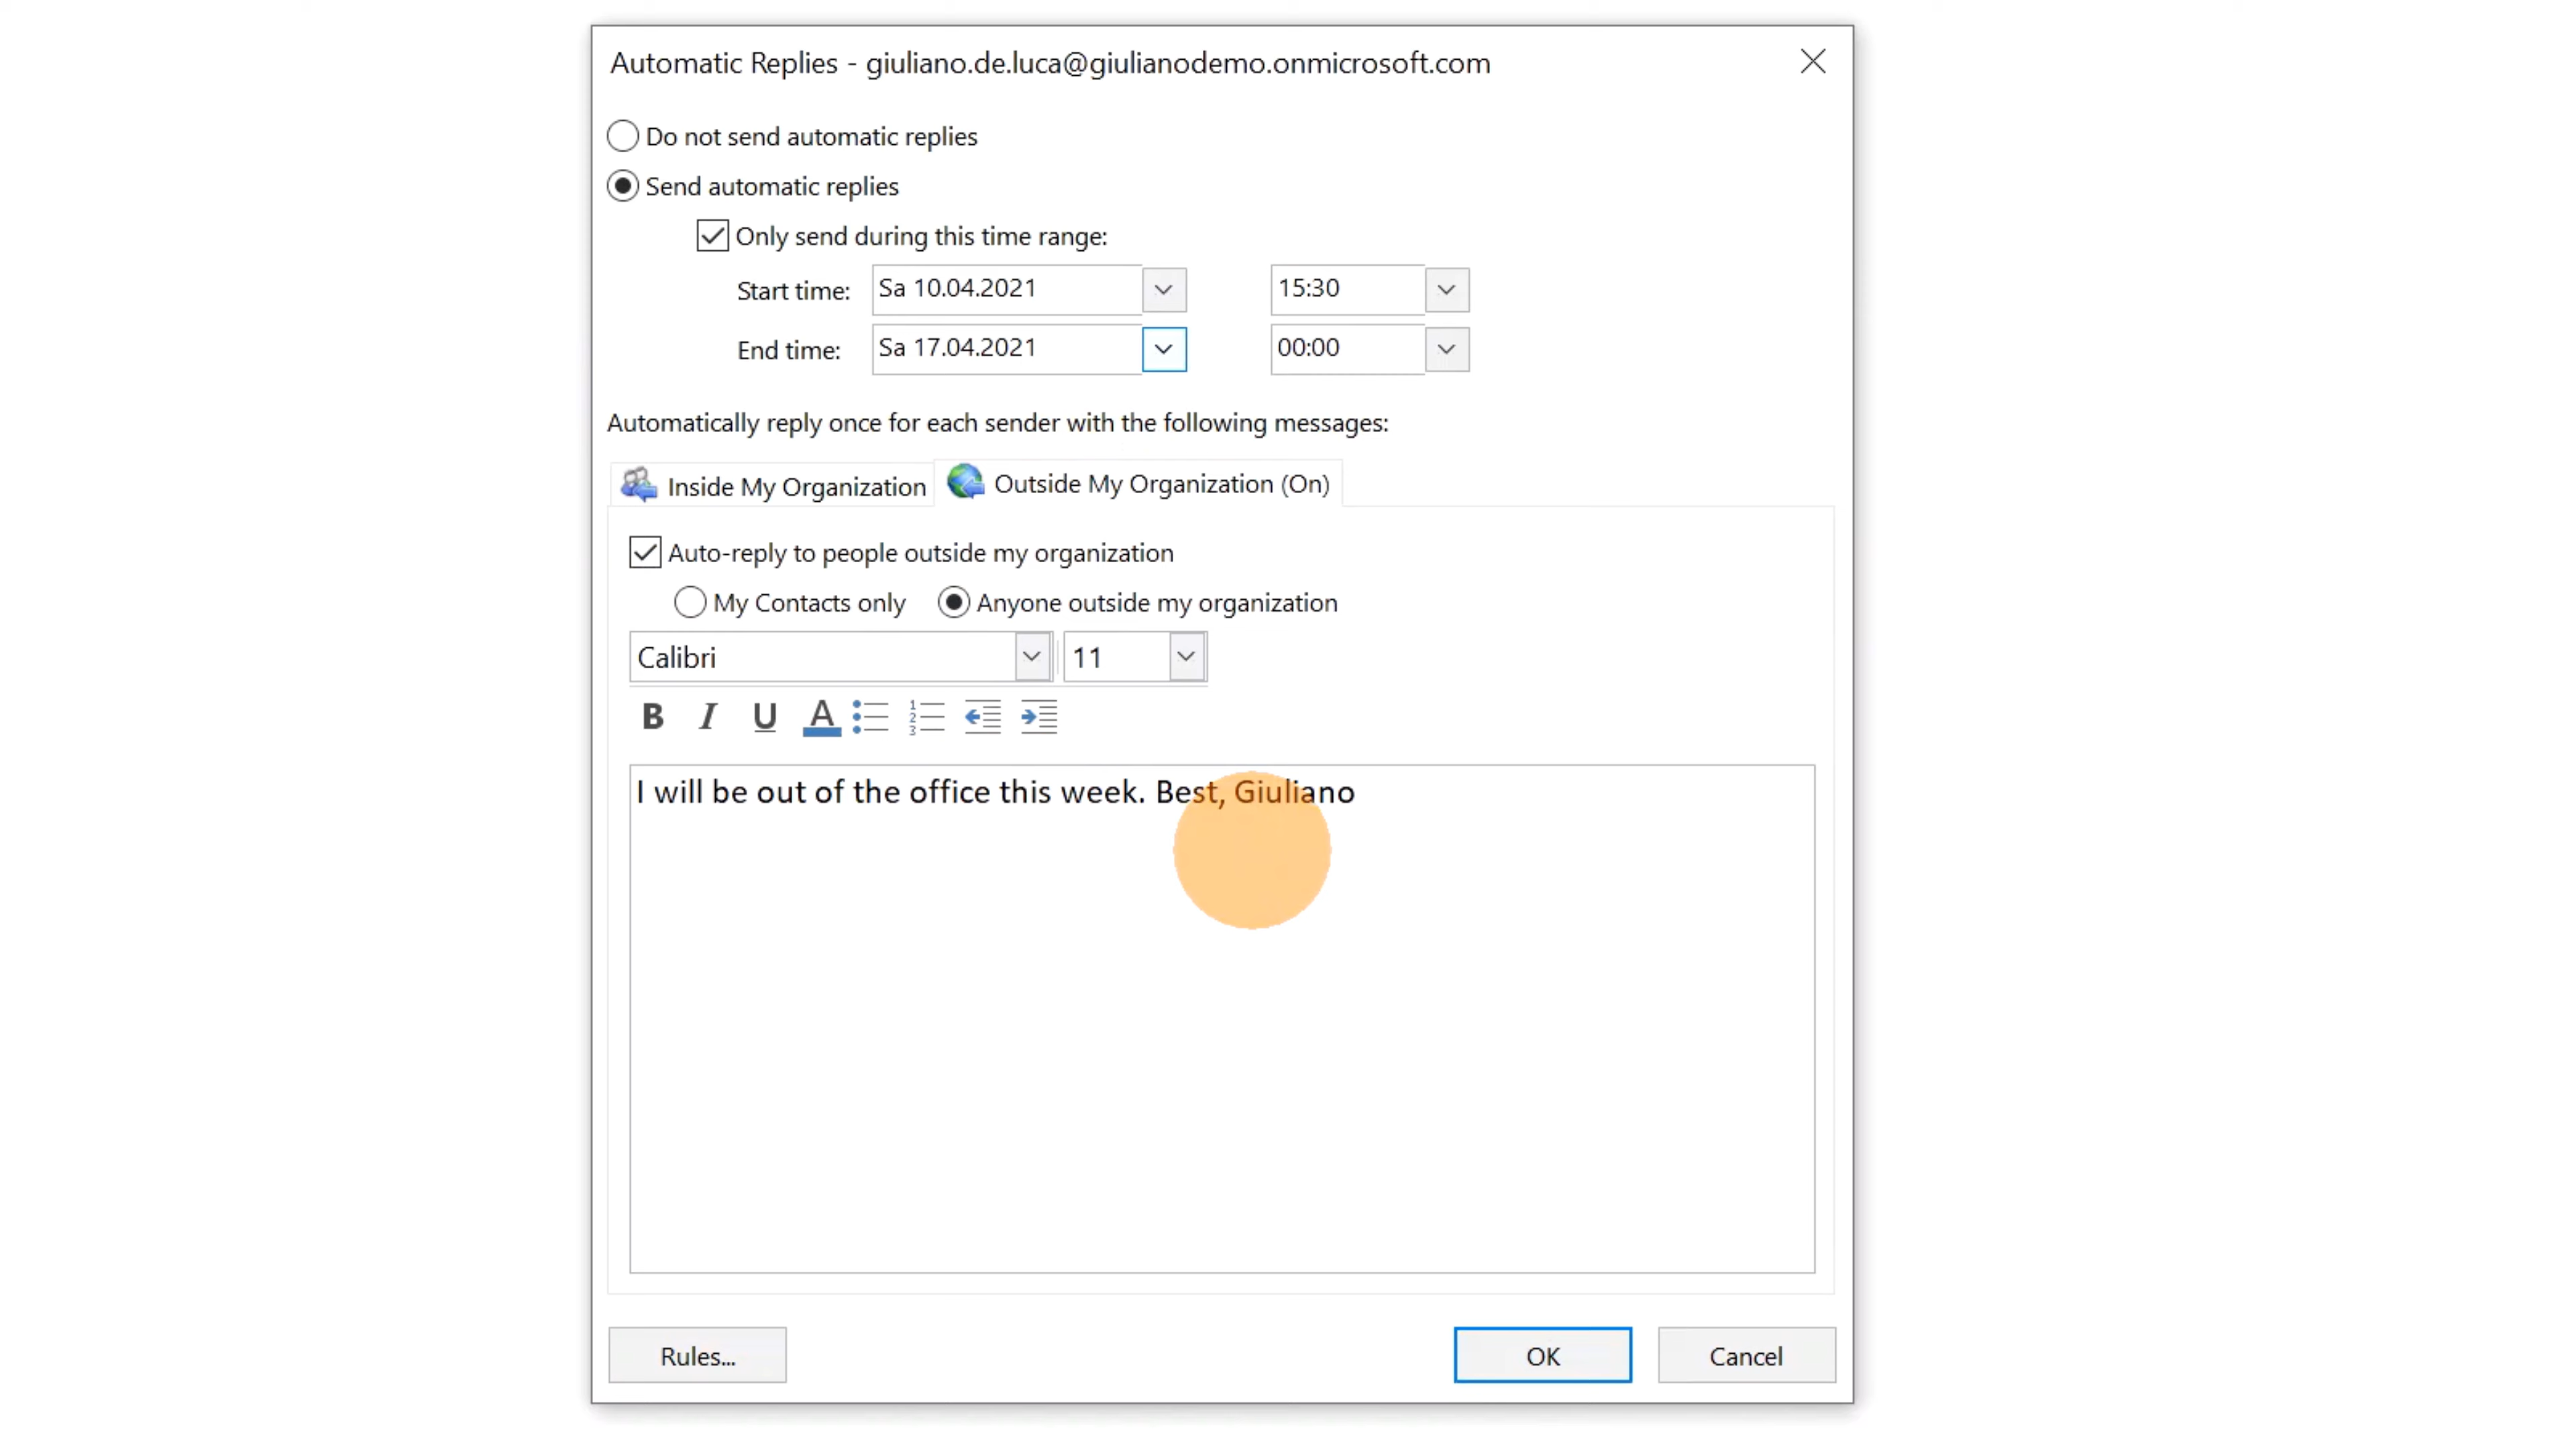 Automatic Replies - giuliano.de.luca@giulianodemo.onmicrosoft.com
Do not send automatic replies
Send automatic replies
Only send during this time range:
Start time: Sa 10.04.2021 15:30
End time: Sa 17.04.2021 00:00
Automatically reply once for each sender with the following messages:
Inside My Organization Outside My Organization (On)
Auto-reply to people outside my organization
My Contacts only Anyone outside my organization
Calibri 11
B I U A 1 2 3
I will be out of the office this week. Best, Giuliano
Rules... OK Cancel